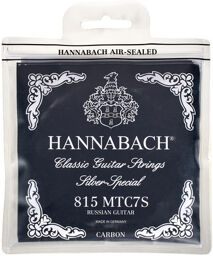 HANNABACH AIR-SEALED
HANNABACH®
Classic Guitar Strings
Silver-Special
815 MTC7S
RUSSIAN GUITAR
MADE IN GERMANY
CARBON